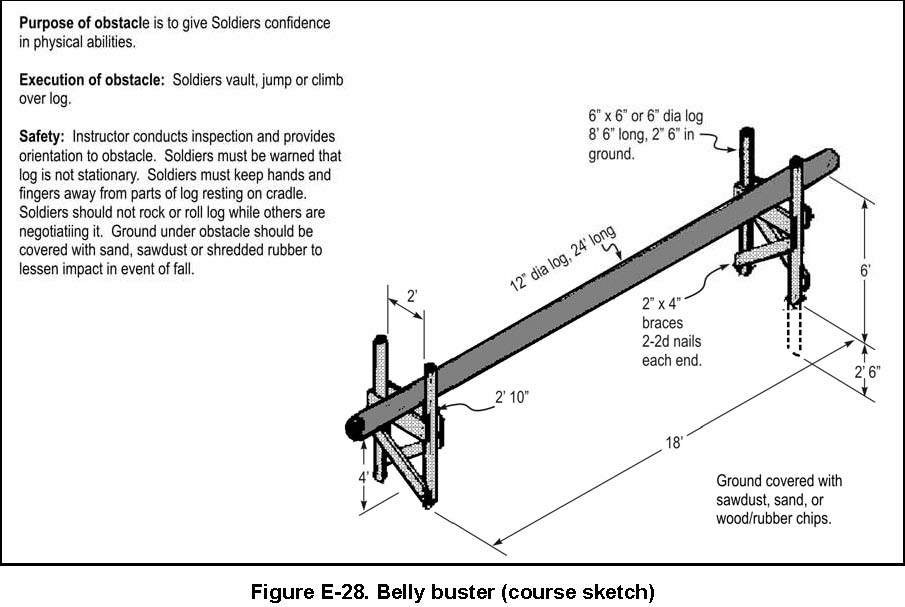 Purpose of obstacle is to give Soldiers confidence
in physical abilities.
Execution of obstacle: Soldiers vault, jump or climb
over log.
Safety: Instructor conducts inspection and provides
orientation to obstacle. Soldiers must be warned that
log is not stationary. Soldiers must keep hands and
fingers away from parts of log resting on cradle.
Soldiers should not rock or roll log while others are
negotiatiing it. Ground under obstacle should be
covered with sand, sawdust or shredded rubber to
lessen impact in event of fall.
6” x 6” or 6” dia log
8’ 6” long, 2” 6” in
ground.
12” dia log, 24’ long
2’
6’
2” x 4”
braces
2-2d nails
each end.
2’ 6”
2’ 10”
18’
4’
Ground covered with
sawdust, sand, or
wood/rubber chips.
Figure E-28. Belly buster (course sketch)